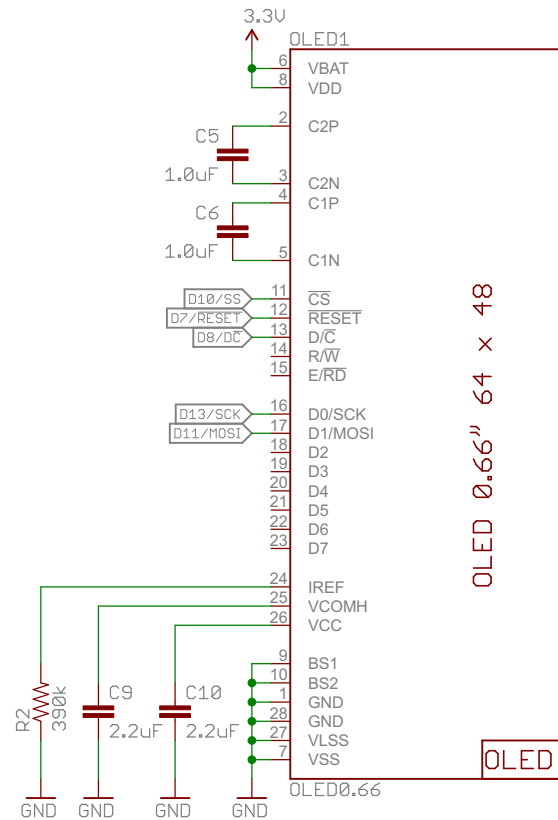 3.3V
OLED1
6 VBAT
8 VDD
2 C2P
C5
1.0uF
3 C2N
4 C1P
C6
1.0uF
5 C1N
D10/SS 11 C̅S̅
D7/RESET 12 R̅E̅S̅E̅T̅
D8/DC̅ 13 D/C̅
14 R/W̅
15 E/R̅D̅
D13/SCK 16 D0/SCK
D11/MOSI 17 D1/MOSI
18 D2
19 D3
20 D4
21 D5
22 D6
23 D7
OLED 0.66" 64 x 48
24 IREF
25 VCOMH
26 VCC
9 BS1
10 BS2
1 GND
28 GND
27 VLSS
7 VSS
R2
390k
C9
2.2uF
C10
2.2uF
OLED
OLED0.66
GND GND GND GND